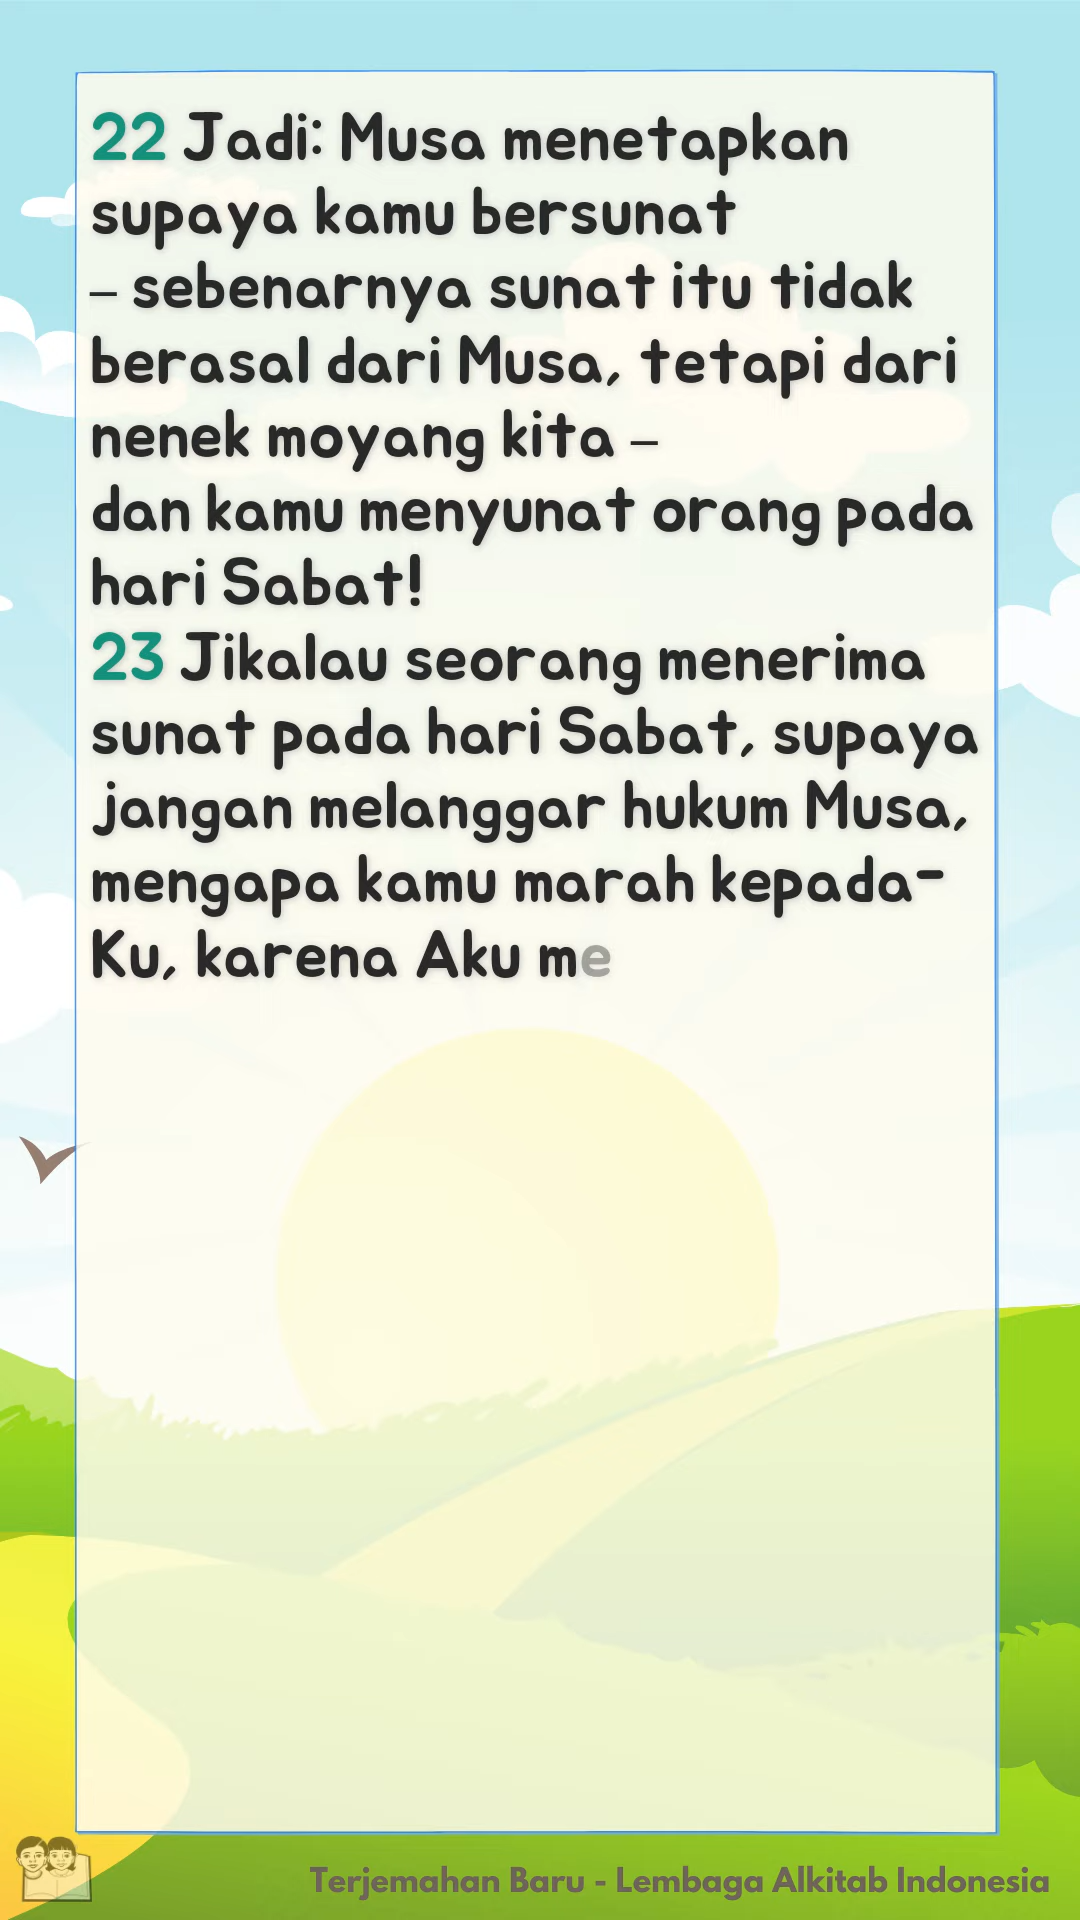 22 Jadi: Musa menetapkan
supaya kamu bersunat
– sebenarnya sunat itu tidak
berasal dari Musa, tetapi dari
nenek moyang kita –
dan kamu menyunat orang pada
hari Sabat!
23 Jikalau seorang menerima
sunat pada hari Sabat, supaya
jangan melanggar hukum Musa,
mengapa kamu marah kepada-
Ku, karena Aku me
Terjemahan Baru - Lembaga Alkitab Indonesia